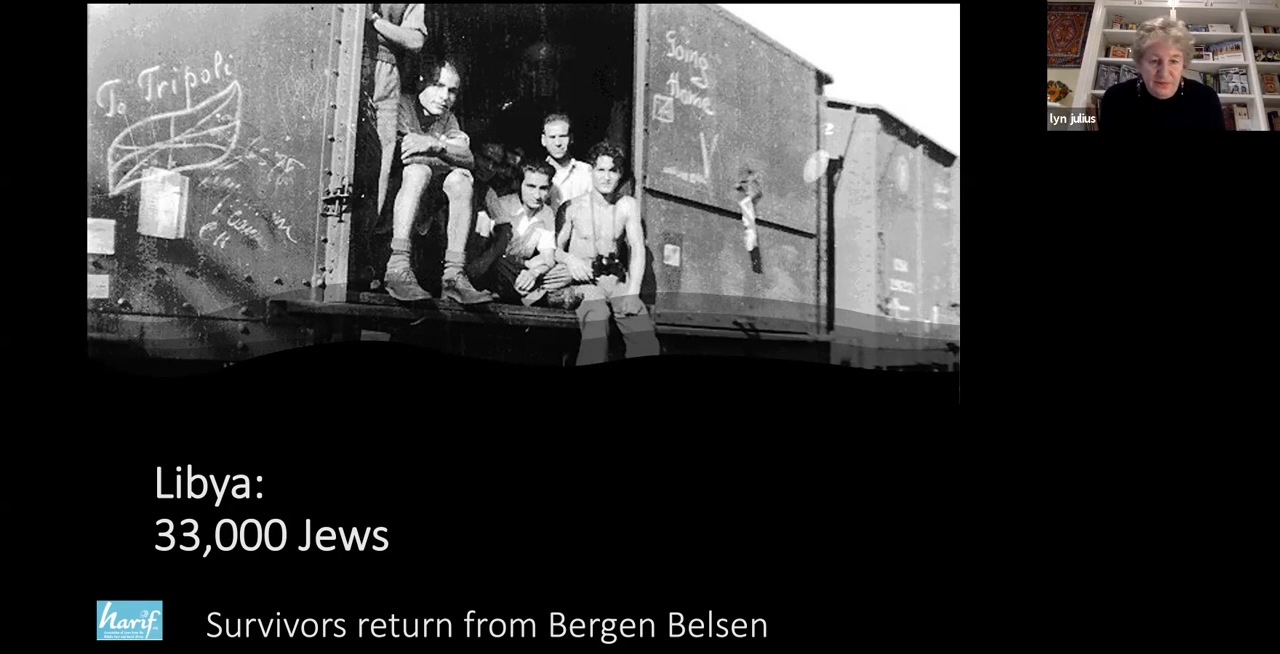 To Tripoli
Going
Home
lyn julius
Libya:
33,000 Jews
harif
Survivors return from Bergen Belsen